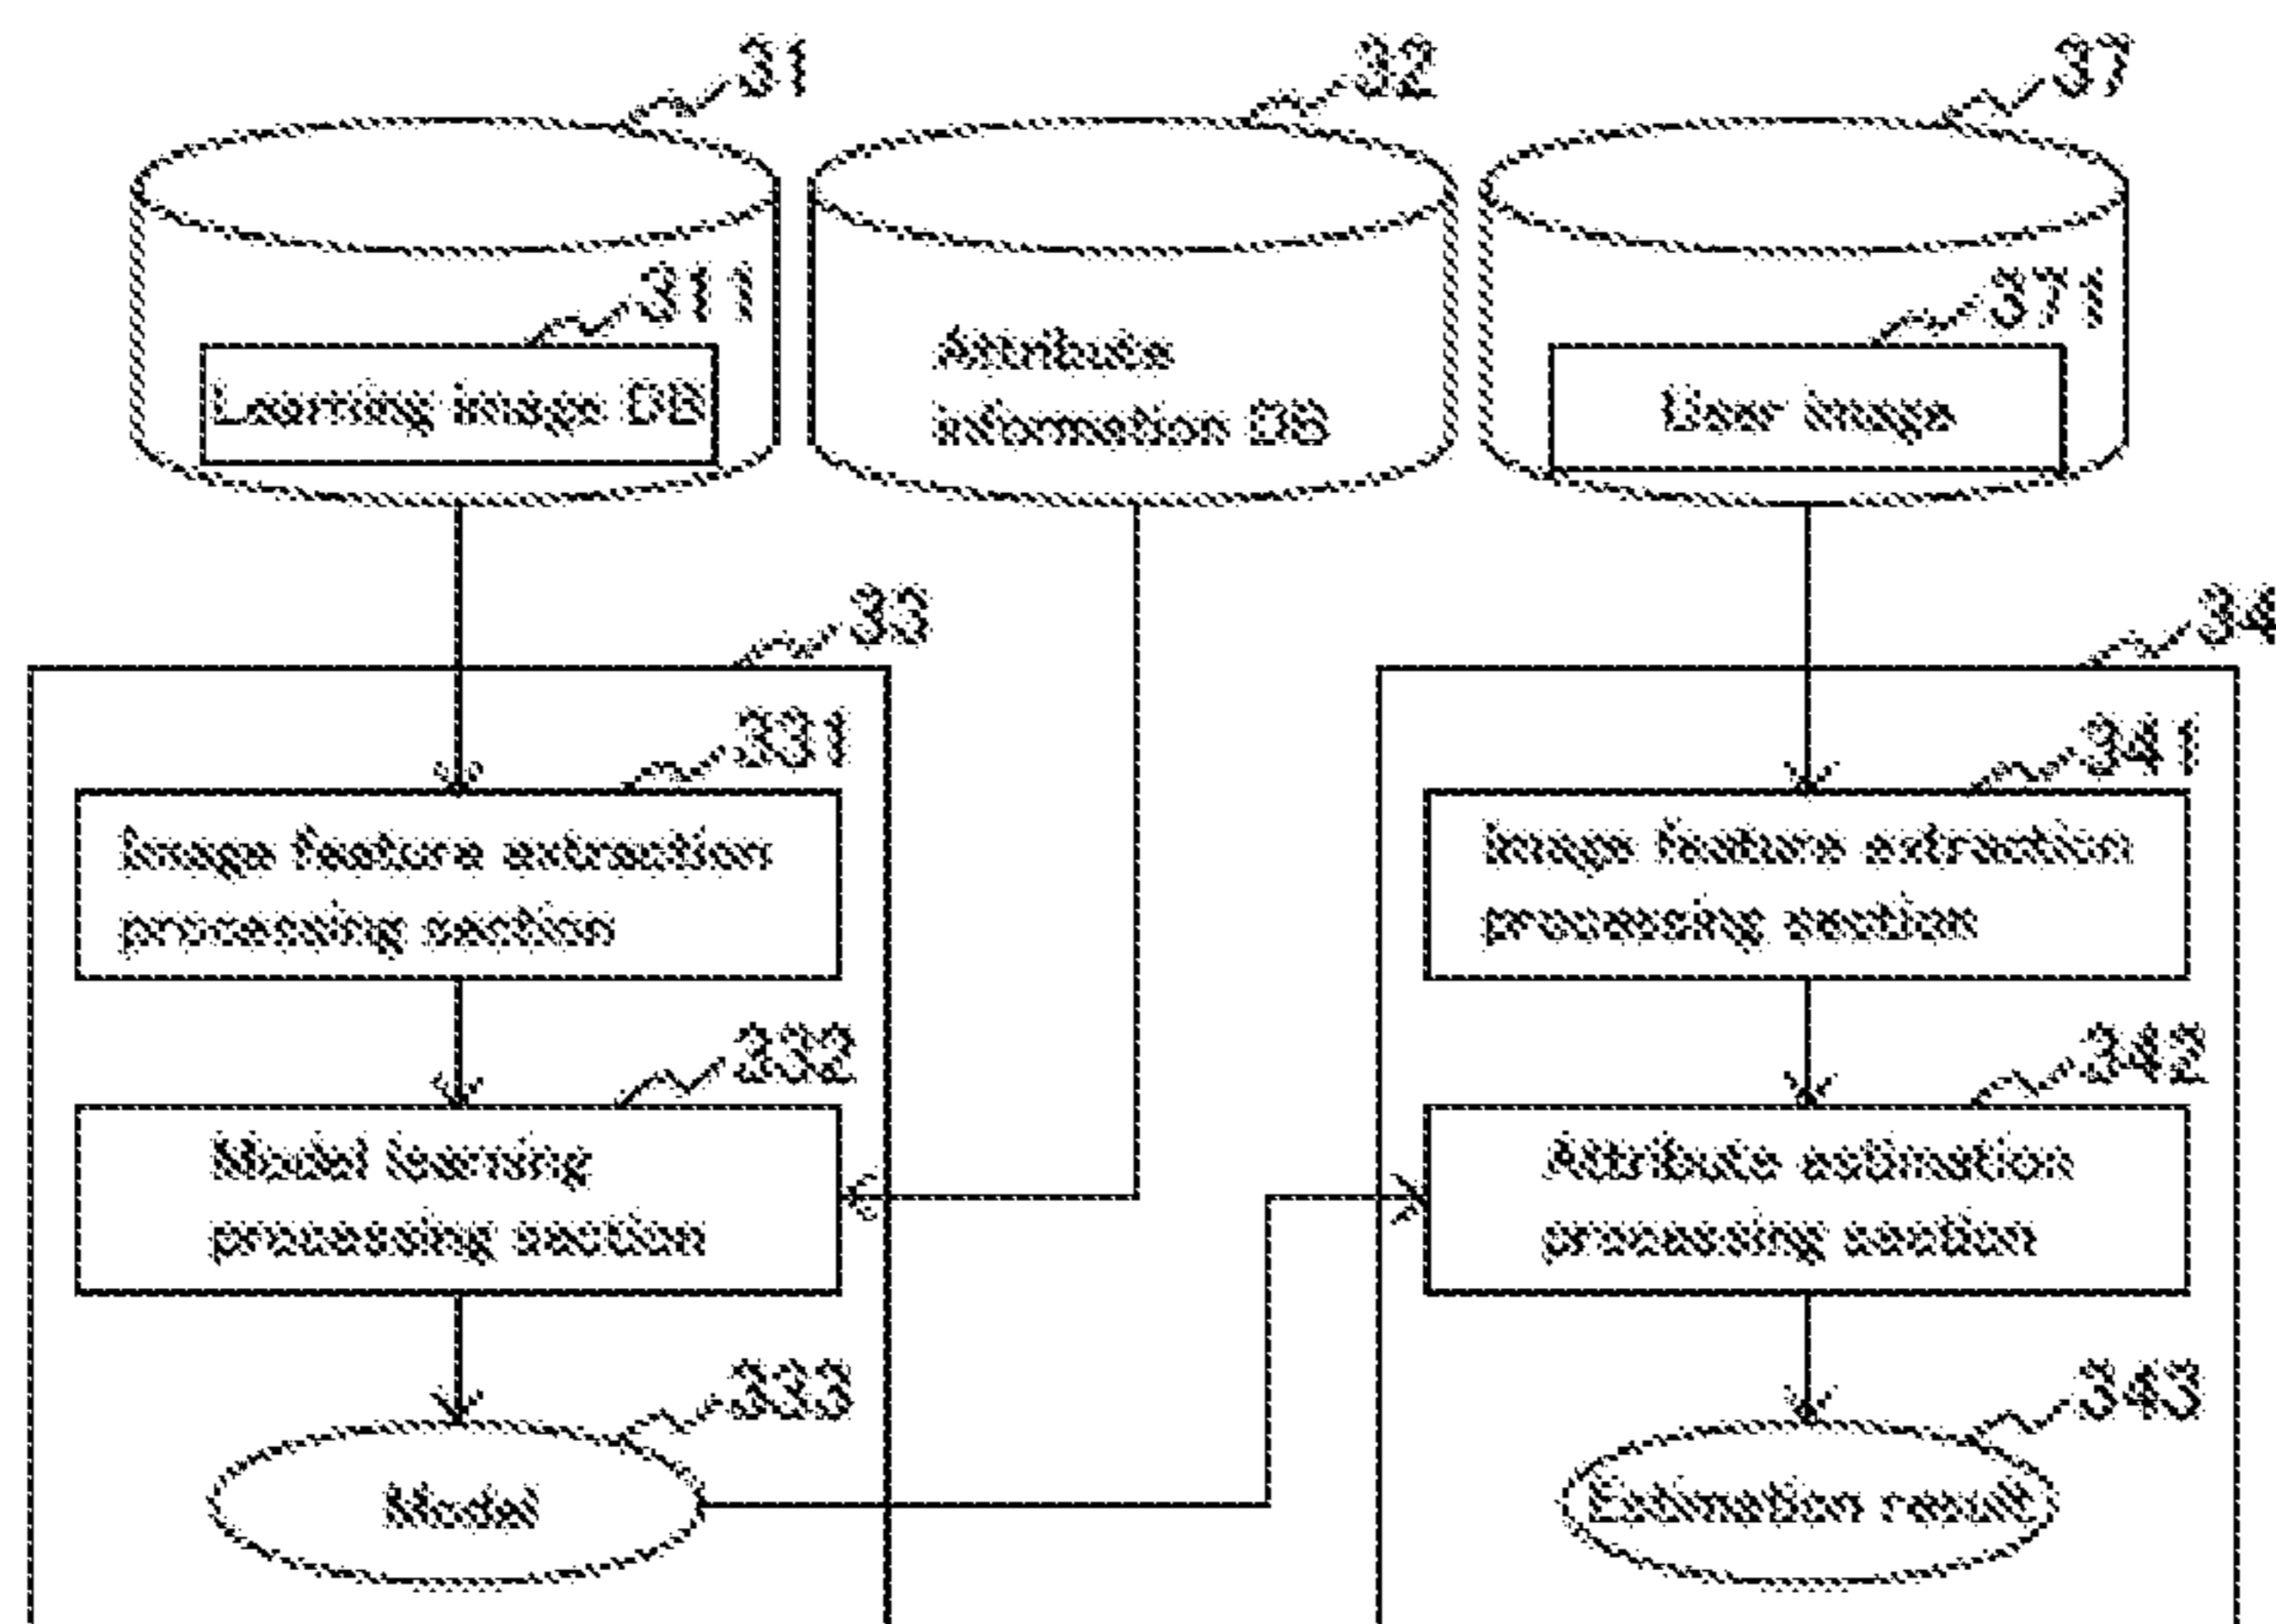 31
32
37
311
371
Learning image DB
Attribute
information DB
User image
33
34
331
341
Image feature extraction
processing section
Image feature extraction
processing section
332
342
Model learning
processing section
Attribute estimation
processing section
333
343
Model
Estimation result